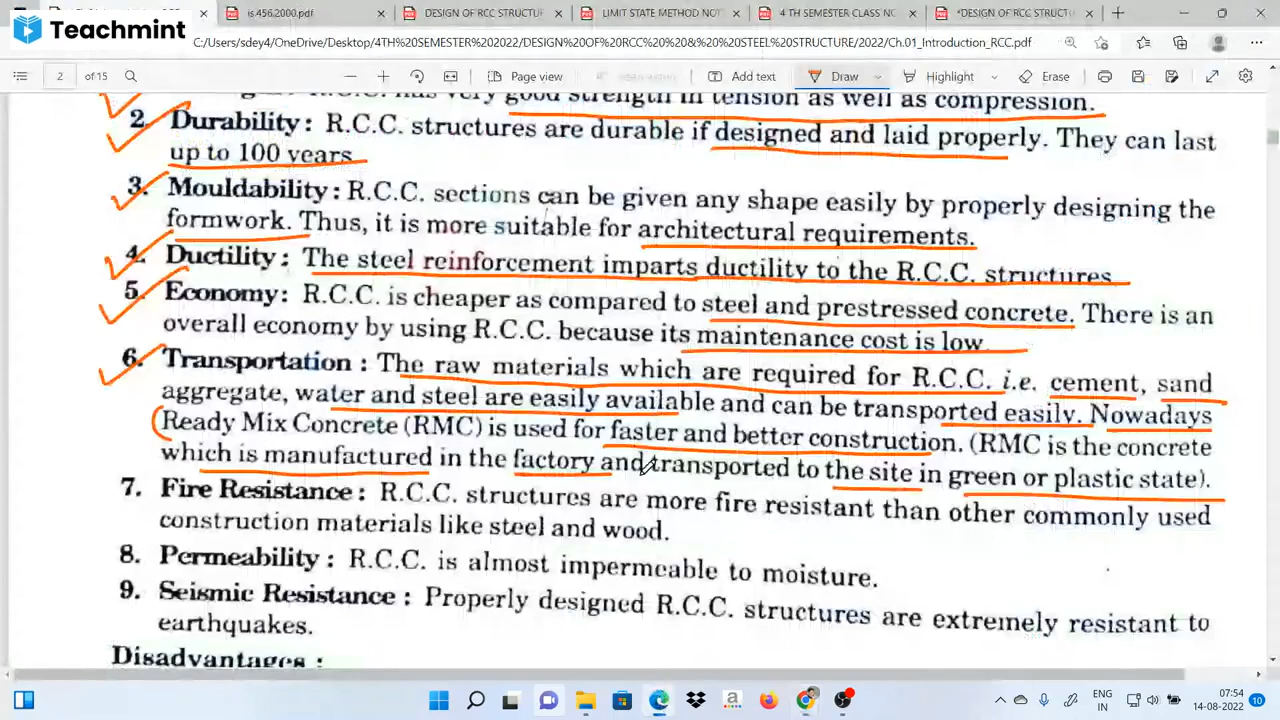 is.456.2000.pdf
DESIGN OF RCC STRUCT
LIMIT STATE METHOD NOT
4 TH SEMESTER 2022/DES
*DESIGN OF RCC STRUCT
Teachmint
C:/Users/sdey4/OneDrive/Desktop/4TH%20SEMESTER%202022/DESIGN%20OF%20RCC%20%20&%20%20STEEL%20STRUCTURE/2022/Ch.01_Introduction_RCC.pdf
2 of 15
Page view
Add text
Draw
Highlight
Erase
R.C.C. has very good strength in tension as well as compression.
2. Durability : R.C.C. structures are durable if designed and laid properly. They can last
up to 100 years
3. Mouldability : R.C.C. sections can be given any shape easily by properly designing the
formwork. Thus, it is more suitable for architectural requirements.
4. Ductility : The steel reinforcement imparts ductility to the R.C.C. structures
5. Economy : R.C.C. is cheaper as compared to steel and prestressed concrete. There is an
overall economy by using R.C.C. because its maintenance cost is low
6. Transportation : The raw materials which are required for R.C.C. i.e. cement, sand
aggregate, water and steel are easily available and can be transported easily. Nowadays
Ready Mix Concrete (RMC) is used for faster and better construction. (RMC is the concrete
which is manufactured in the factory and transported to the site in green or plastic state).
7. Fire Resistance : R.C.C. structures are more fire resistant than other commonly used
construction materials like steel and wood.
8. Permeability : R.C.C. is almost impermeable to moisture.
9. Seismic Resistance : Properly designed R.C.C. structures are extremely resistant to
earthquakes.
Disadvantages :
ENG
IN
07:54
14-08-2022
10